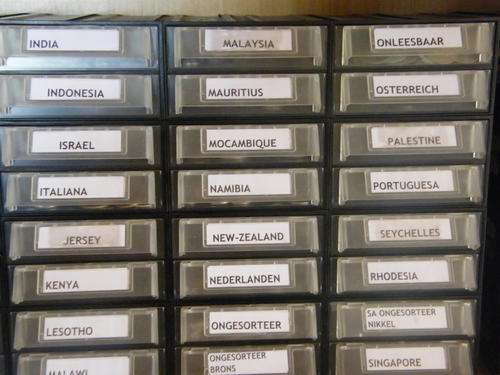 INDIA
INDONESIA
ISRAEL
ITALIANA
JERSEY
KENYA
LESOTHO
MALAWI
MALAYSIA
MAURITIUS
MOCAMBIQUE
NAMIBIA
NEW-ZEALAND
NEDERLANDEN
ONGESORTEER
ONGESORTEER
BRONS
ONLEESBAAR
OSTERREICH
PALESTINE
PORTUGUESA
SEYCHELLES
RHODESIA
SA ONGESORTEER
NIKKEL
SINGAPORE